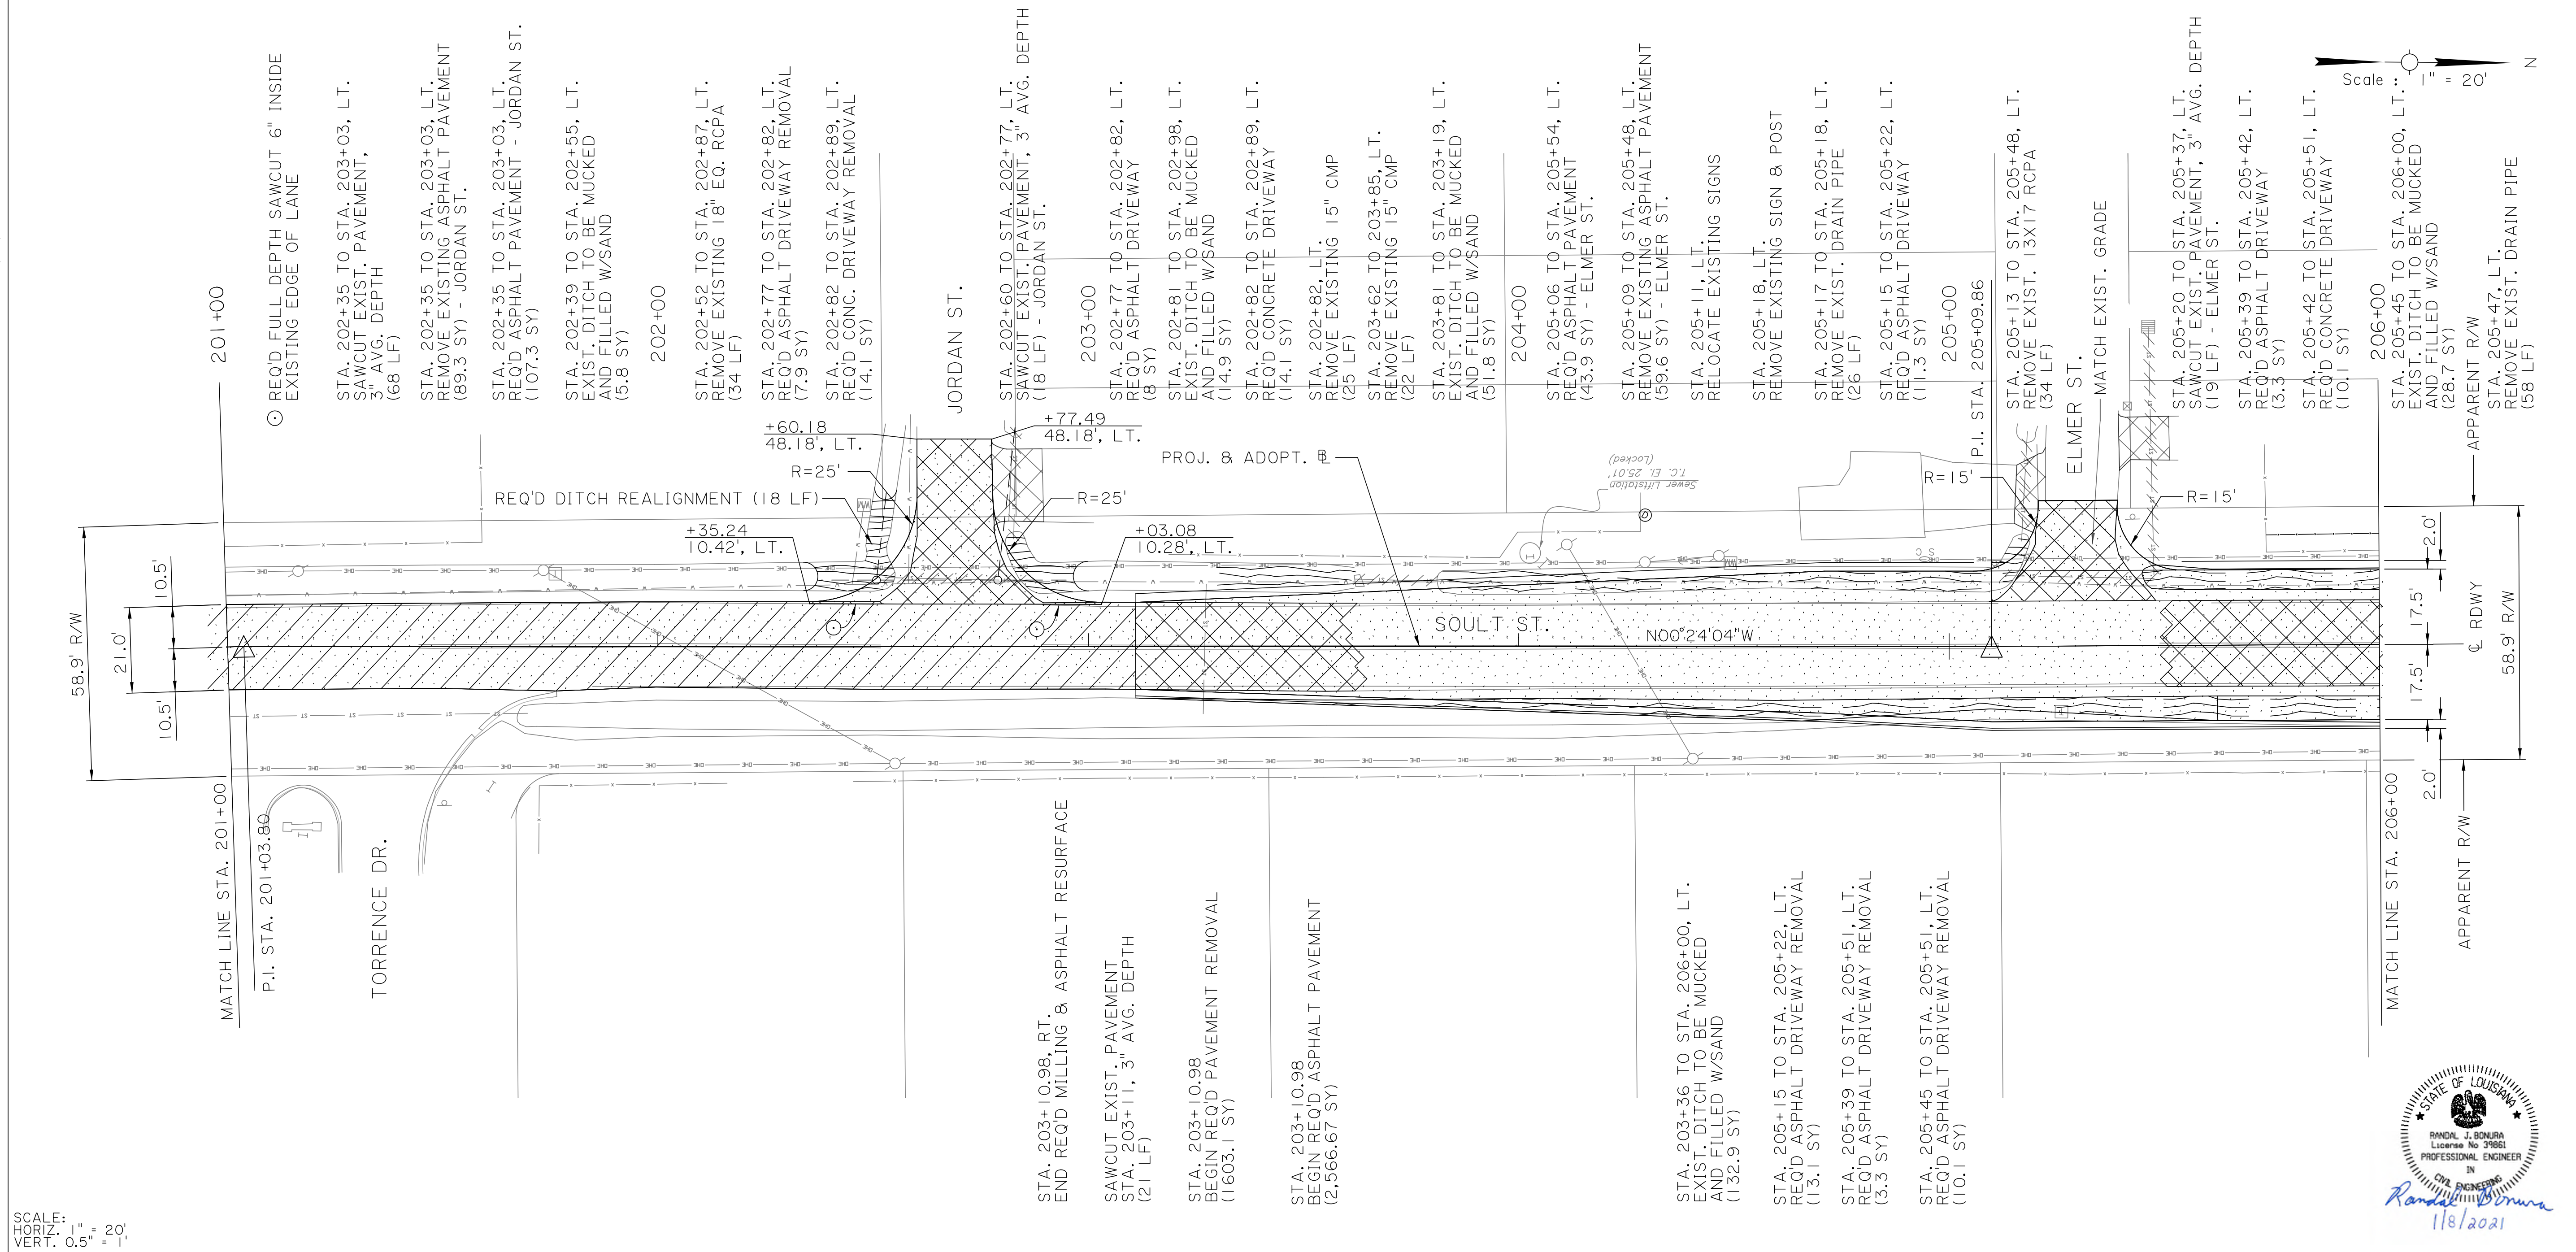 ⊙ REQ'D FULL DEPTH SAWCUT 6" INSIDE
EXISTING EDGE OF LANE
STA. 202+35 TO STA. 203+03, LT.
SAWCUT EXIST. PAVEMENT,
3" AVG. DEPTH
(68 LF)
STA. 202+35 TO STA. 203+03, LT.
REMOVE EXISTING ASPHALT PAVEMENT
(89.3 SY) - JORDAN ST.
STA. 202+35 TO STA. 203+03, LT.
REQ'D ASPHALT PAVEMENT - JORDAN ST.
(107.3 SY)
STA. 202+39 TO STA. 202+55, LT.
EXIST. DITCH TO BE MUCKED
AND FILLED W/SAND
(5.8 SY)
STA. 202+52 TO STA. 202+87, LT.
REMOVE EXISTING 18" EQ. RCPA
(34 LF)
STA. 202+77 TO STA. 202+82, LT.
REQ'D ASPHALT DRIVEWAY REMOVAL
(7.9 SY)
STA. 202+82 TO STA. 202+89, LT.
REQ'D CONC. DRIVEWAY REMOVAL
(14.1 SY)
STA. 202+60 TO STA. 202+77, LT.
SAWCUT EXIST. PAVEMENT, 3" AVG. DEPTH
(18 LF) - JORDAN ST.
STA. 202+77 TO STA. 202+82, LT.
REQ'D ASPHALT DRIVEWAY
(8 SY)
STA. 202+81 TO STA. 202+98, LT.
EXIST. DITCH TO BE MUCKED
AND FILLED W/SAND
(14.9 SY)
STA. 202+82 TO STA. 202+89, LT.
REQ'D CONCRETE DRIVEWAY
(14.1 SY)
STA. 202+82, LT.
REMOVE EXISTING 15" CMP
(25 LF)
STA. 203+62 TO 203+85, LT.
REMOVE EXISTING 15" CMP
(22 LF)
STA. 203+81 TO STA. 203+19, LT.
EXIST. DITCH TO BE MUCKED
AND FILLED W/SAND
(51.8 SY)
STA. 205+06 TO STA. 205+54, LT.
REQ'D ASPHALT PAVEMENT
(43.9 SY) - ELMER ST.
STA. 205+09 TO STA. 205+48, LT.
REMOVE EXISTING ASPHALT PAVEMENT
(59.6 SY) - ELMER ST.
STA. 205+11, LT.
RELOCATE EXISTING SIGNS
STA. 205+18, LT.
REMOVE EXISTING SIGN & POST
STA. 205+17 TO STA. 205+18, LT.
REMOVE EXIST. DRAIN PIPE
(26 LF)
STA. 205+15 TO STA. 205+22, LT.
REQ'D ASPHALT DRIVEWAY
(11.3 SY)
P.I. STA. 205+09.86
STA. 205+13 TO STA. 205+48, LT.
REMOVE EXIST. 13X17 RCPA
(34 LF)
ELMER ST.
MATCH EXIST. GRADE
STA. 205+20 TO STA. 205+37, LT.
SAWCUT EXIST. PAVEMENT, 3" AVG. DEPTH
(19 LF) - ELMER ST.
STA. 205+39 TO STA. 205+42, LT.
REQ'D ASPHALT DRIVEWAY
(3.3 SY)
STA. 205+42 TO STA. 205+51, LT.
REQ'D CONCRETE DRIVEWAY
(10.1 SY)
STA. 205+45 TO STA. 206+00, LT.
EXIST. DITCH TO BE MUCKED
AND FILLED W/SAND
(28.7 SY)
STA. 205+47, LT.
REMOVE EXIST. DRAIN PIPE
(58 LF)
N
Scale : 1" = 20'
201+00
202+00
203+00
204+00
205+00
206+00
JORDAN ST.
+60.18
48.18', LT.
+77.49
48.18', LT.
R=25'
R=25'
REQ'D DITCH REALIGNMENT (18 LF)
+35.24
10.42', LT.
+03.08
10.28', LT.
PROJ. & ADOPT. BL
Sewer Liftstation
T.C. El. 25.01'
(Locked)
R=15'
R=15'
WM
WM
APPARENT R/W
58.9' R/W
21.0'
10.5'
10.5'
SOULT ST.
N00°24'04"W
2.0'
17.5'
17.5'
2.0'
CL RDWY
58.9' R/W
MATCH LINE STA. 201+00
P.I. STA. 201+03.80
TORRENCE DR.
STA. 203+10.98, RT.
END REQ'D MILLING & ASPHALT RESURFACE
SAWCUT EXIST. PAVEMENT
STA. 203+11, 3" AVG. DEPTH
(21 LF)
STA. 203+10.98
BEGIN REQ'D PAVEMENT REMOVAL
(1603.1 SY)
STA. 203+10.98
BEGIN REQ'D ASPHALT PAVEMENT
(2,566.67 SY)
STA. 203+36 TO STA. 206+00, LT.
EXIST. DITCH TO BE MUCKED
AND FILLED W/SAND
(132.9 SY)
STA. 205+15 TO STA. 205+22, LT.
REQ'D ASPHALT DRIVEWAY REMOVAL
(13.1 SY)
STA. 205+39 TO STA. 205+51, LT.
REQ'D ASPHALT DRIVEWAY REMOVAL
(3.3 SY)
STA. 205+45 TO STA. 205+51, LT.
REQ'D ASPHALT DRIVEWAY REMOVAL
(10.1 SY)
MATCH LINE STA. 206+00
APPARENT R/W
STATE OF LOUISIANA
RANDAL J. BONURA
License No 39861
PROFESSIONAL ENGINEER
IN
CIVIL ENGINEERING
Randal Bonura
1/8/2021
SCALE:
HORIZ. 1" = 20'
VERT. 0.5" = 1'